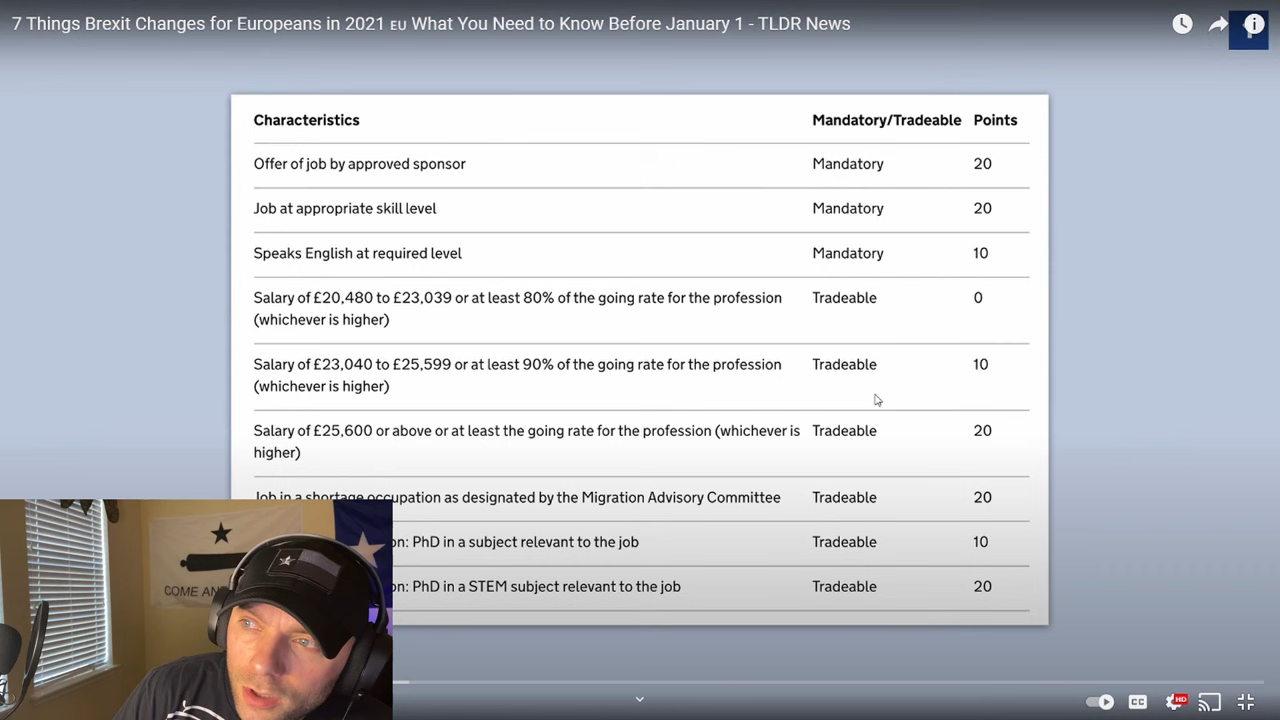 7 Things Brexit Changes for Europeans in 2021 EU What You Need to Know Before January 1 - TLDR News
Characteristics Mandatory/Tradeable Points
Offer of job by approved sponsor Mandatory 20
Job at appropriate skill level Mandatory 20
Speaks English at required level Mandatory 10
Salary of £20,480 to £23,039 or at least 80% of the going rate for the profession Tradeable 0
(whichever is higher)
Salary of £23,040 to £25,599 or at least 90% of the going rate for the profession Tradeable 10
(whichever is higher)
Salary of £25,600 or above or at least the going rate for the profession (whichever is Tradeable 20
higher)
Job in a shortage occupation as designated by the Migration Advisory Committee Tradeable 20
on: PhD in a subject relevant to the job Tradeable 10
on: PhD in a STEM subject relevant to the job Tradeable 20
COME AN
CC
HD